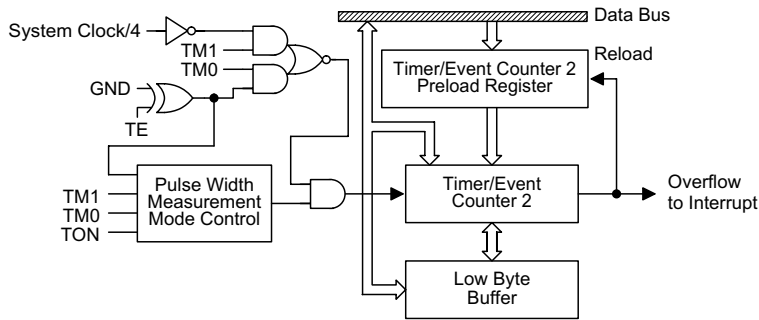 Data Bus
System Clock/4
TM1
TM0
GND
TE
Reload
Timer/Event Counter 2
Preload Register
Pulse Width
Measurement
Mode Control
TM1
TM0
TON
Timer/Event
Counter 2
Overflow
to Interrupt
Low Byte
Buffer